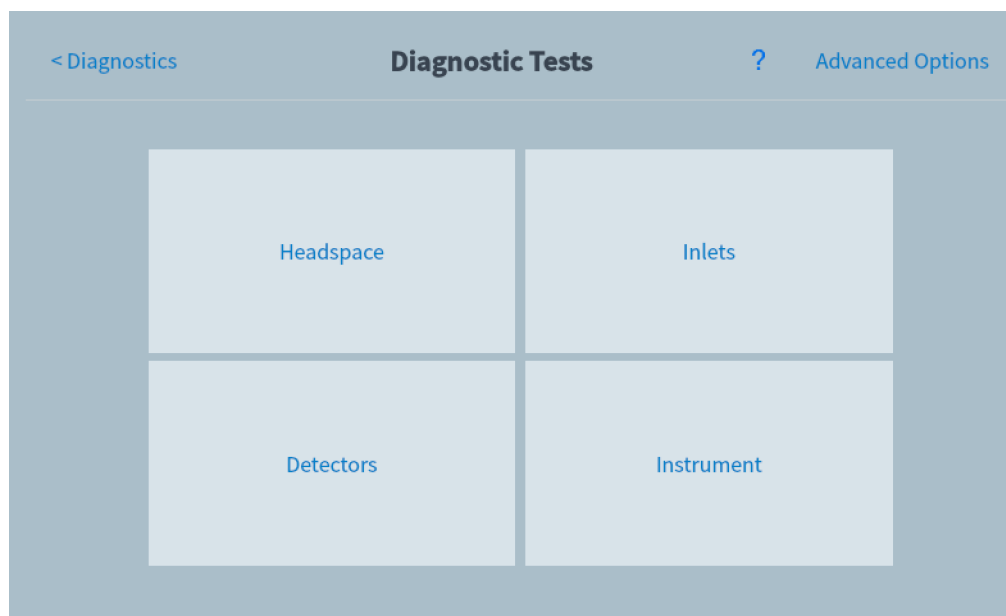 < Diagnostics Diagnostic Tests ? Advanced Options
Headspace Inlets
Detectors Instrument